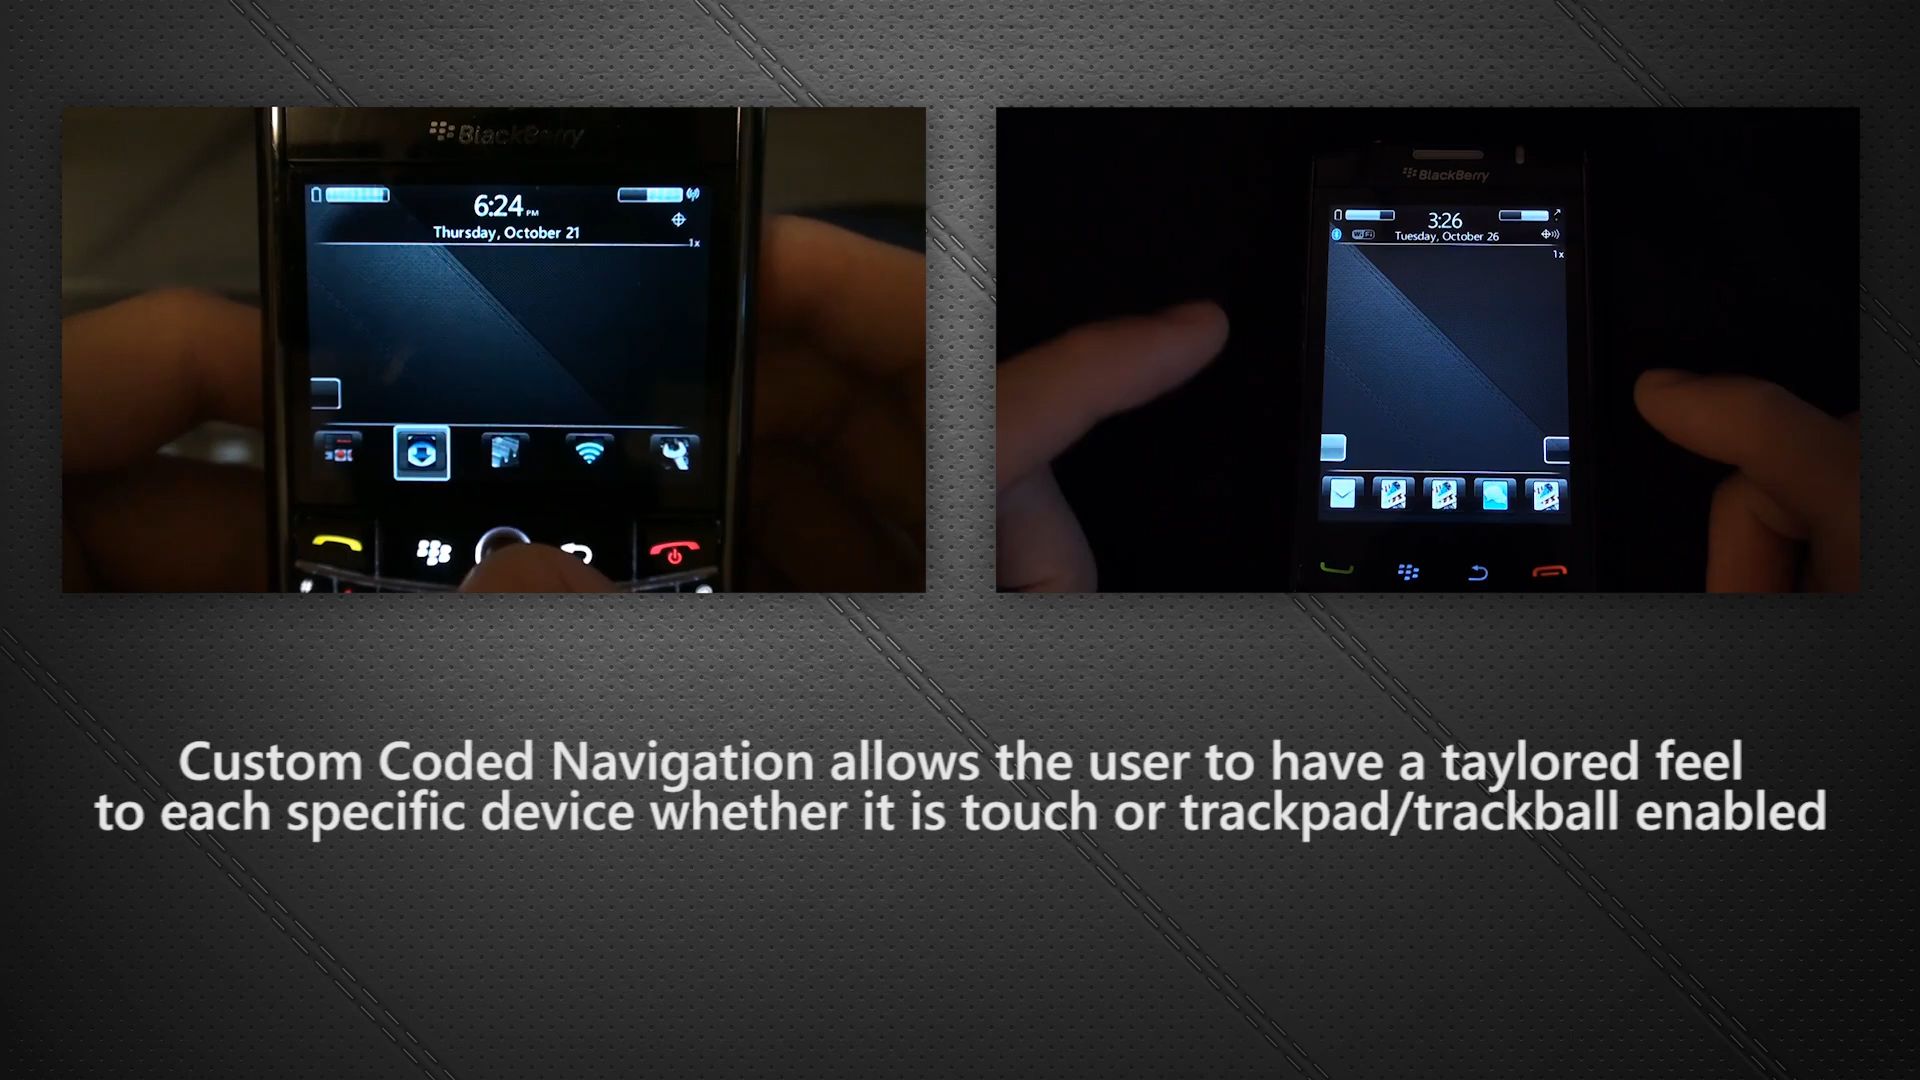 BlackBerry
6:24 PM
Thursday, October 21
1x
BlackBerry
3:26
WiFi
Tuesday, October 26
1x
Custom Coded Navigation allows the user to have a taylored feel
to each specific device whether it is touch or trackpad/trackball enabled